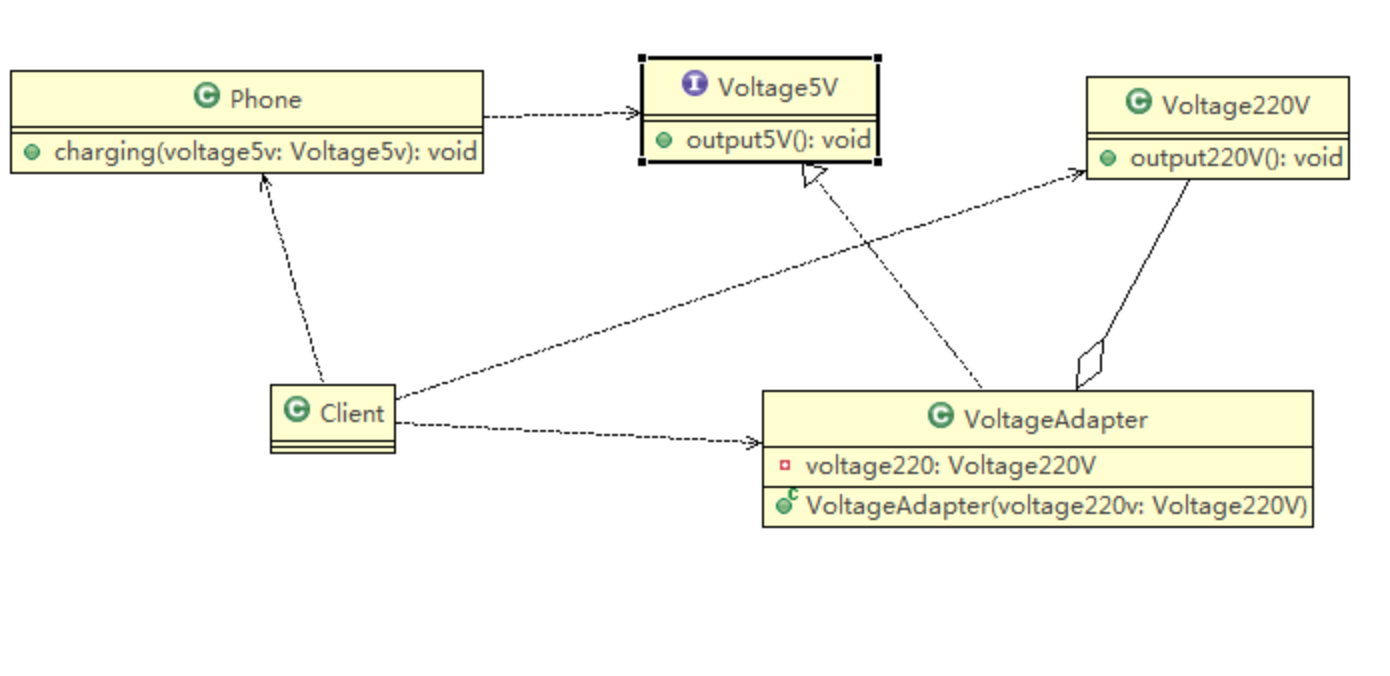 Phone
charging(voltage5v: Voltage5v): void
Voltage5V
output5V(): void
Voltage220V
output220V(): void
Client
VoltageAdapter
voltage220: Voltage220V
VoltageAdapter(voltage220v: Voltage220V)